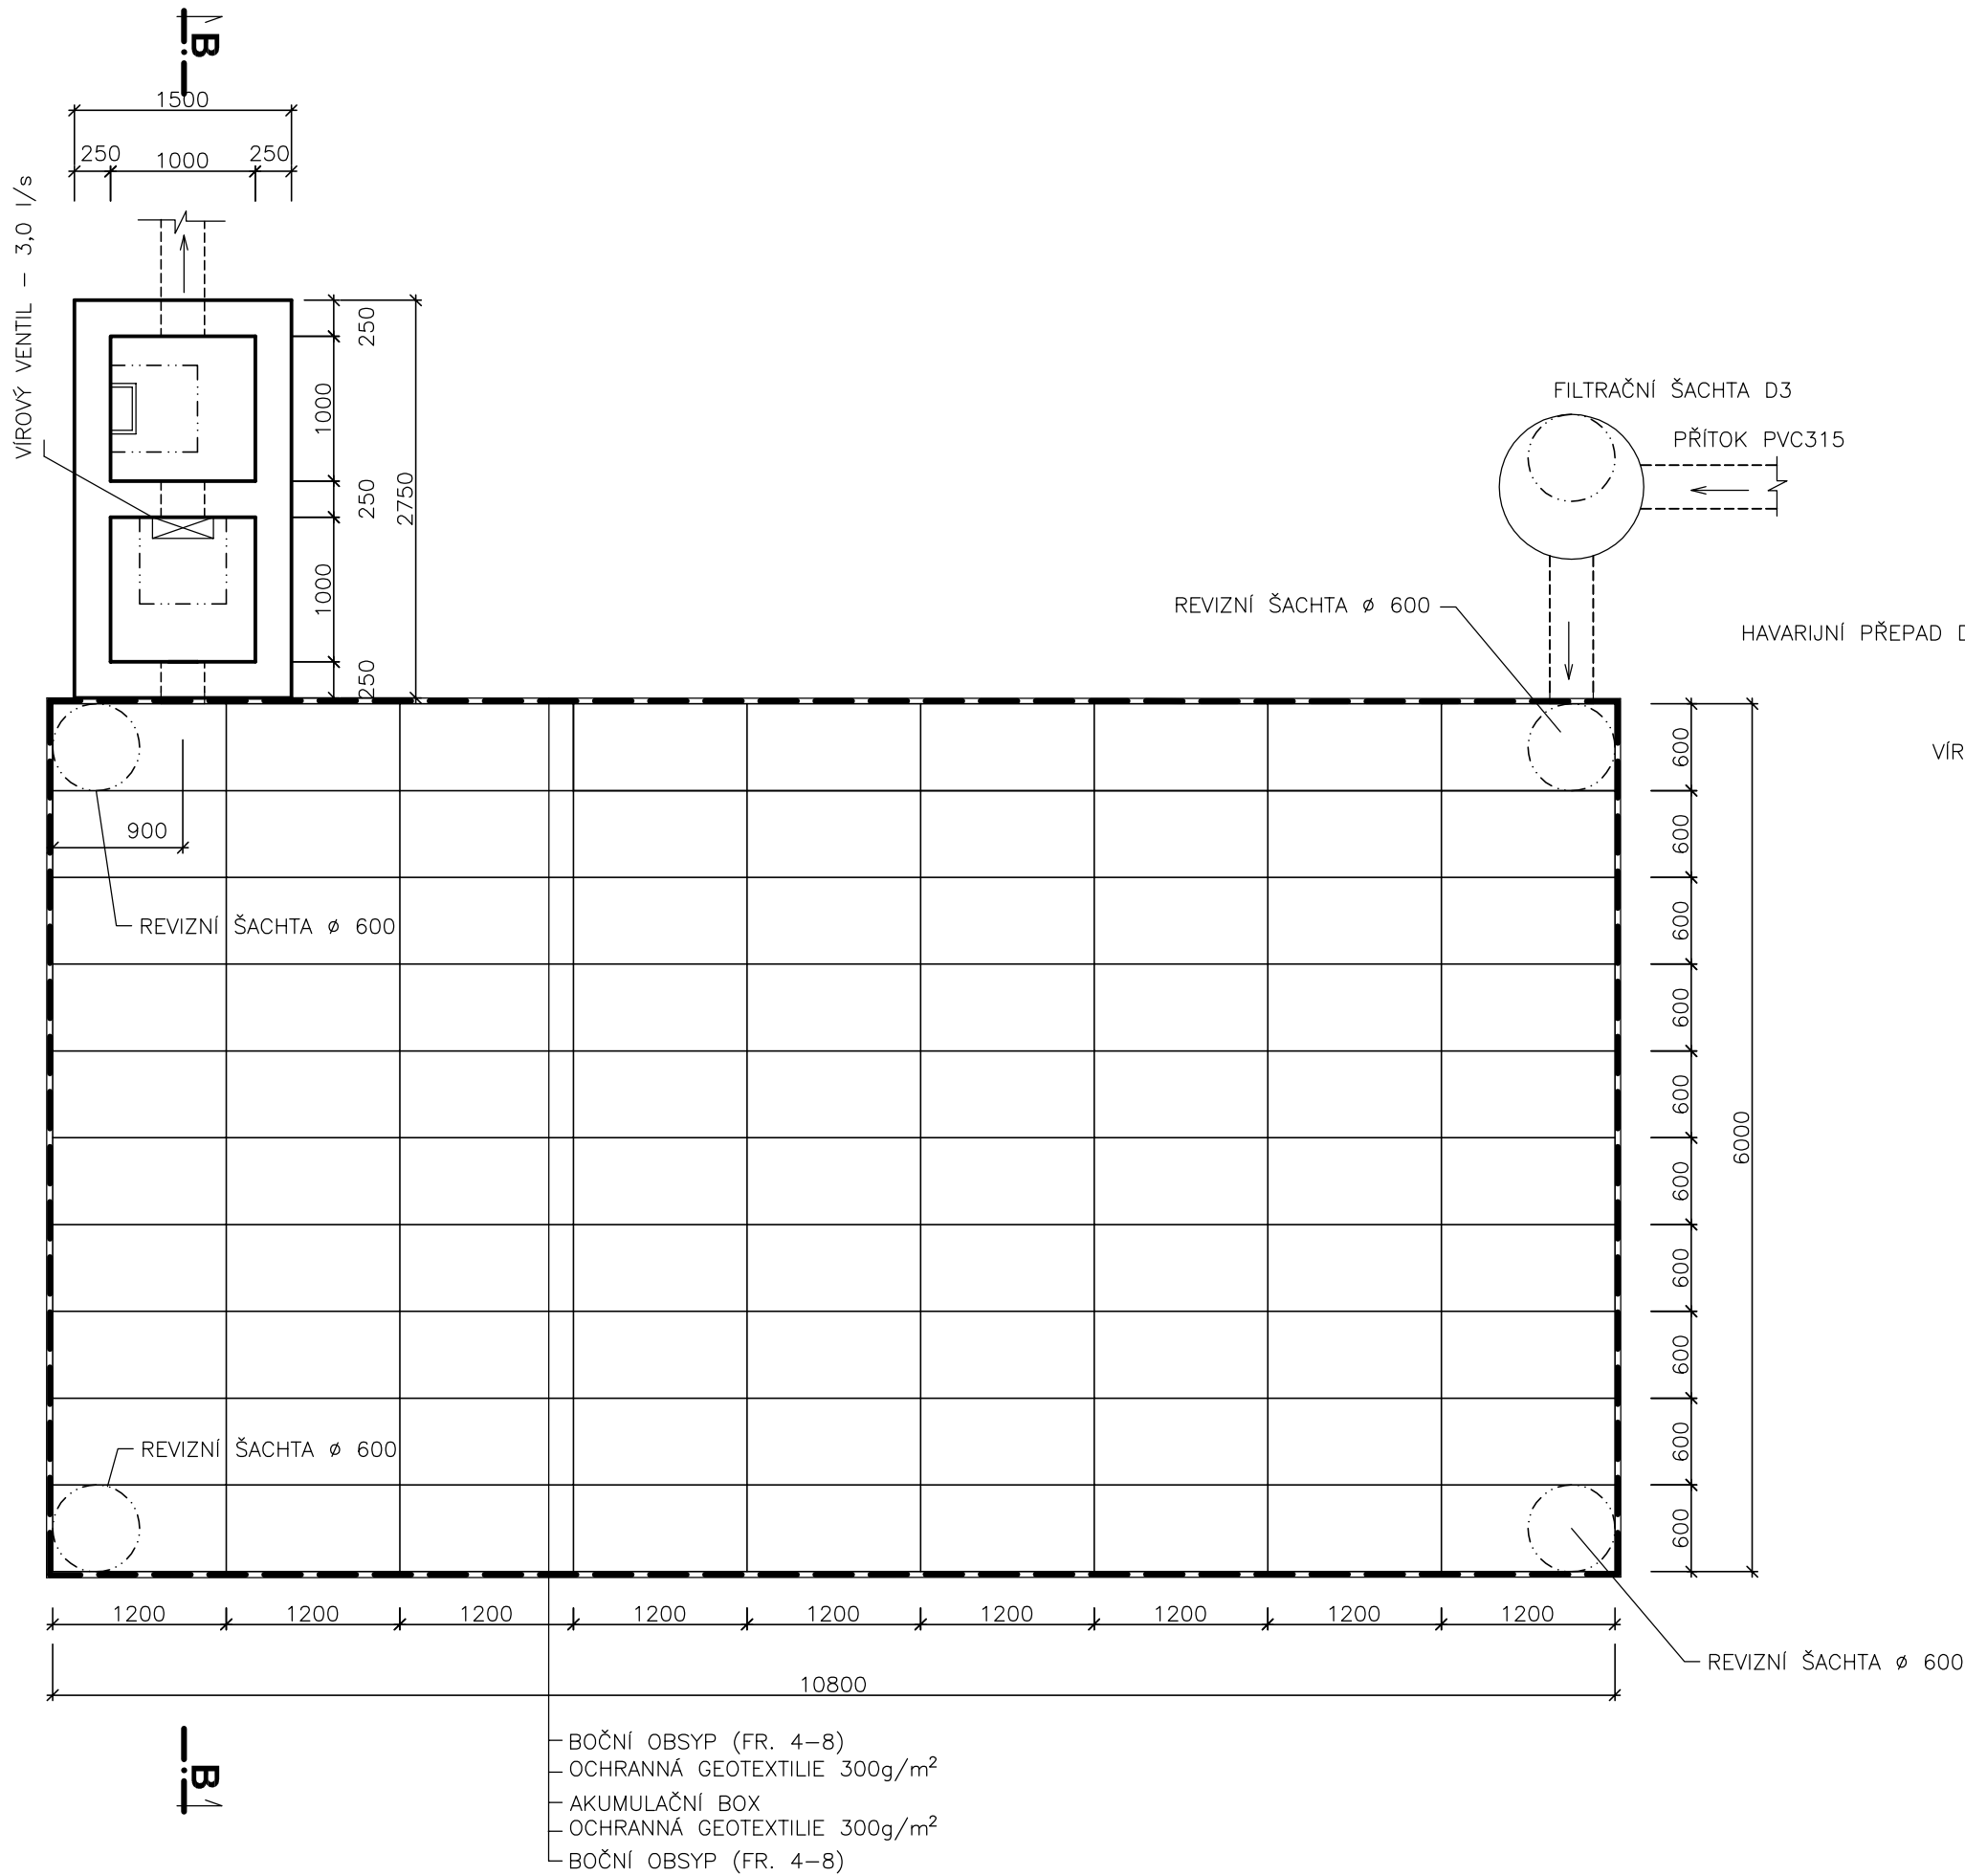 B
1500
250 1000 250
VÍROVÝ VENTIL – 3,0 l/s
250
1000
250
1000
250
2750
FILTRAČNÍ ŠACHTA D3
PŘÍTOK PVC315
REVIZNÍ ŠACHTA ø 600
HAVARIJNÍ PŘEPAD
VÍR
900
REVIZNÍ ŠACHTA ø 600
600
600
600
600
600
600
600
600
600
600
6000
REVIZNÍ ŠACHTA ø 600
1200 1200 1200 1200 1200 1200 1200 1200 1200
10800
REVIZNÍ ŠACHTA ø 600
B
BOČNÍ OBSYP (FR. 4–8)
OCHRANNÁ GEOTEXTILIE 300g/m²
AKUMULAČNÍ BOX
OCHRANNÁ GEOTEXTILIE 300g/m²
BOČNÍ OBSYP (FR. 4–8)